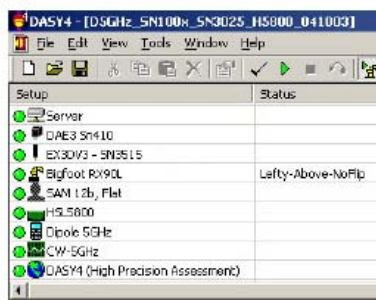 DASY4 - [D5GHz_SN100x_SN3025_H5800_041003]
File Edit View Tools Window Help
Setup Status
Server
DAE3 Sn410
EX3DV3 - SN3515
Bigfoot RX90L Lefty-Above-NoFlip
SAM 12b, Flat
HSL5800
Dipole 5GHz
CW-5GHz
DASY4 (High Precision Assessment)